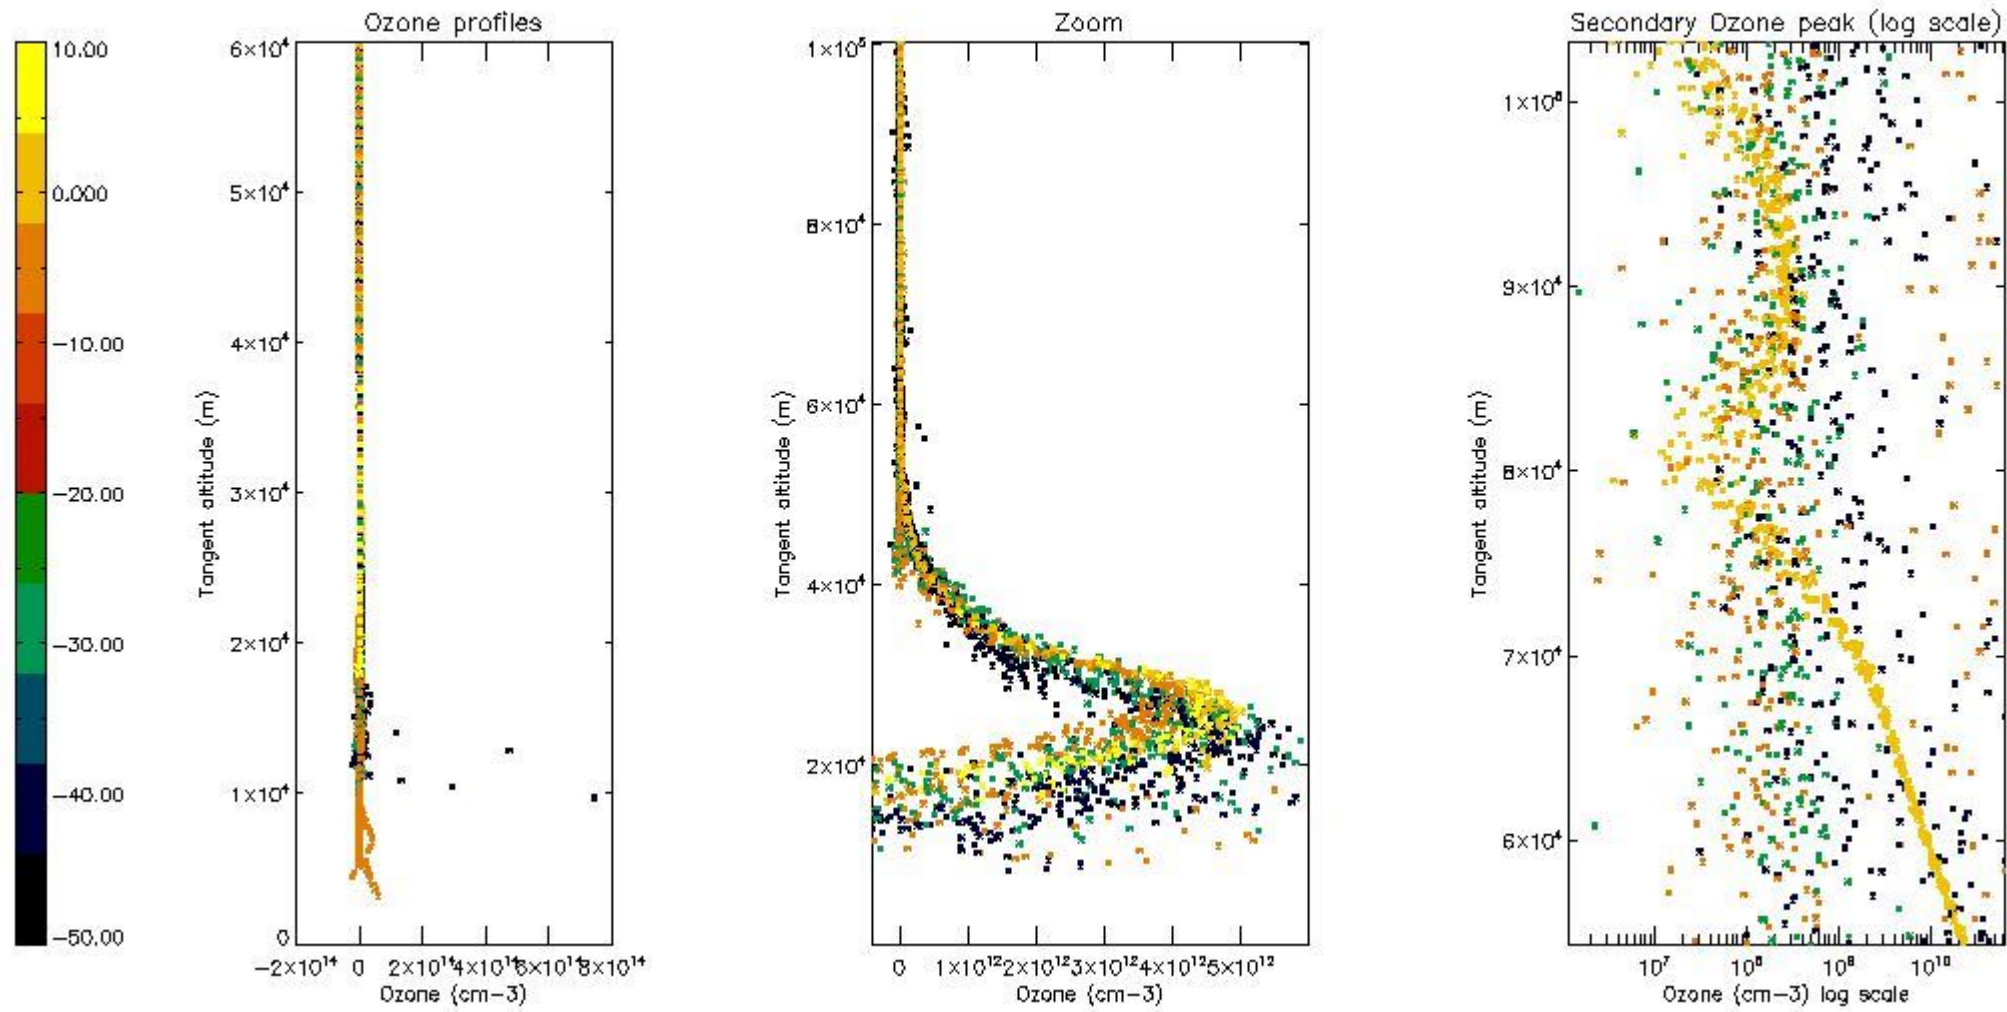 Ozone profiles
Zoom
Secondary Ozone peak (log scale)
10.00
0.000
−10.00
−20.00
−30.00
−40.00
−50.00
6×10⁴
5×10⁴
4×10⁴
3×10⁴
2×10⁴
1×10⁴
0
Tangent altitude (m)
−2×10¹⁴ 0 2×10¹⁴ 4×10¹⁴ 6×10¹⁴ 8×10¹⁴
Ozone (cm−3)
1×10⁵
8×10⁴
6×10⁴
4×10⁴
2×10⁴
Tangent altitude (m)
0 1×10¹² 2×10¹² 3×10¹² 4×10¹² 5×10¹²
Ozone (cm−3)
1×10⁵
9×10⁴
8×10⁴
7×10⁴
6×10⁴
Tangent altitude (m)
10⁷ 10⁸ 10⁹ 10¹⁰
Ozone (cm−3) log scale